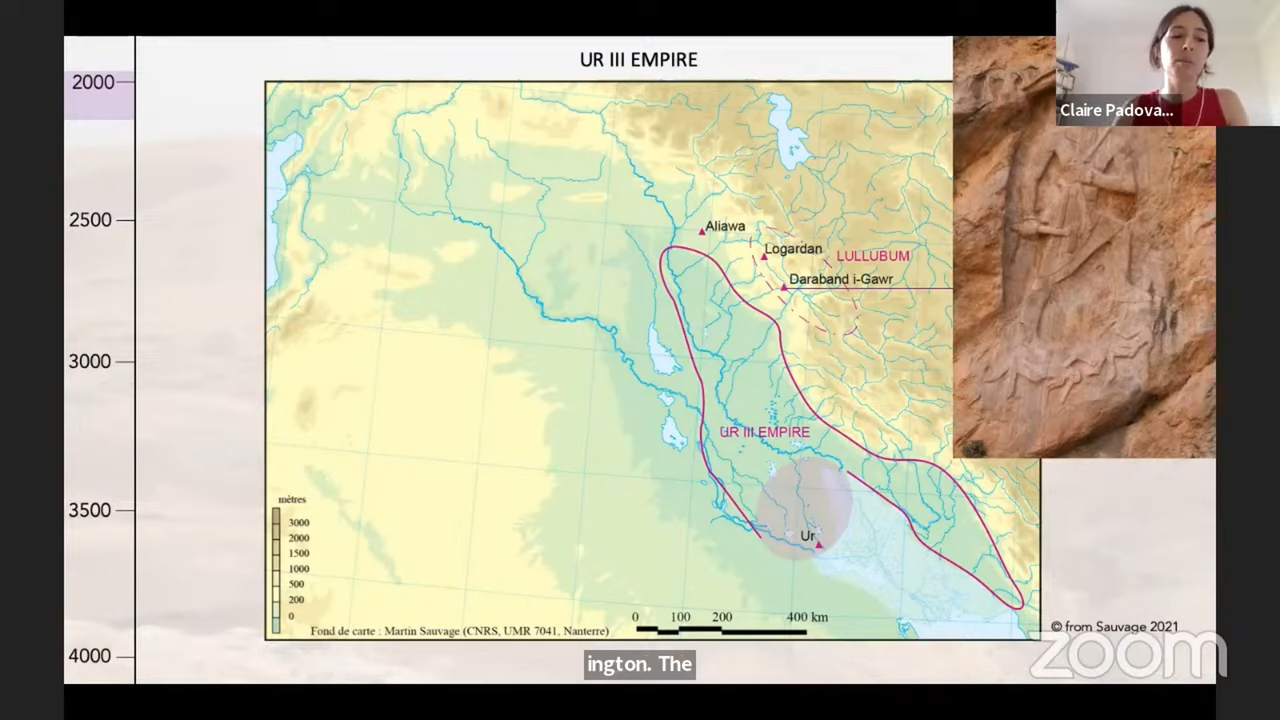 UR III EMPIRE
Claire Padova...
2000
2500
3000
3500
4000
Aliawa
Logardan
LULLUBUM
Daraband i-Gawr
UR III EMPIRE
Ur
mètres
3000
2000
1500
1000
500
200
0
0 100 200 400 km
Fond de carte : Martin Sauvage (CNRS, UMR 7041, Nanterre)
© from Sauvage 2021
zoom
ington. The